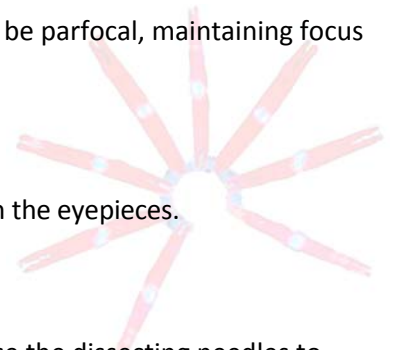 be parfocal, maintaining focus
the eyepieces.
the dissecting needles to